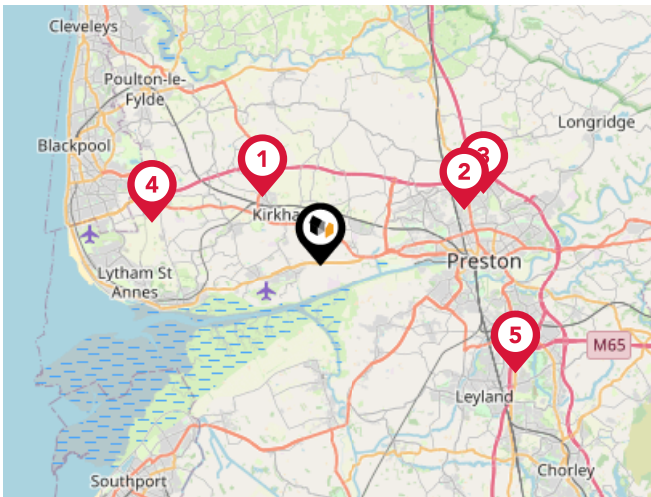 Cleveleys
Poulton-le-
Fylde
Longridge
Blackpool
1
3
2
4
Kirkha
Preston
Lytham St
Annes
5
M65
Leyland
Chorley
Southport